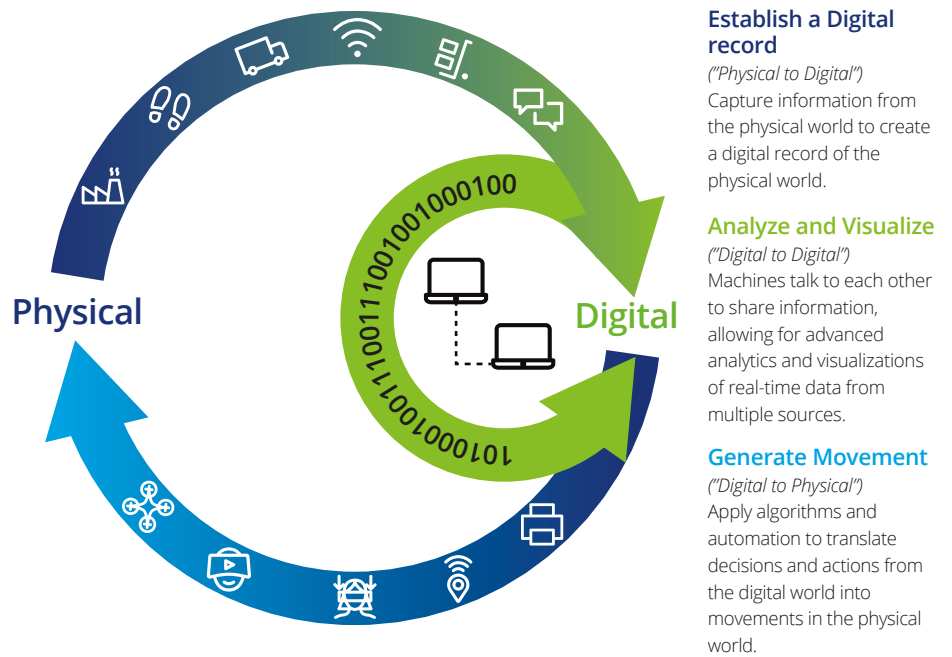 Physical
Digital
101000100111100111100111001001000100
Establish a Digital
record
("Physical to Digital")
Capture information from
the physical world to create
a digital record of the
physical world.
Analyze and Visualize
("Digital to Digital")
Machines talk to each other
to share information,
allowing for advanced
analytics and visualizations
of real-time data from
multiple sources.
Generate Movement
("Digital to Physical")
Apply algorithms and
automation to translate
decisions and actions from
the digital world into
movements in the physical
world.